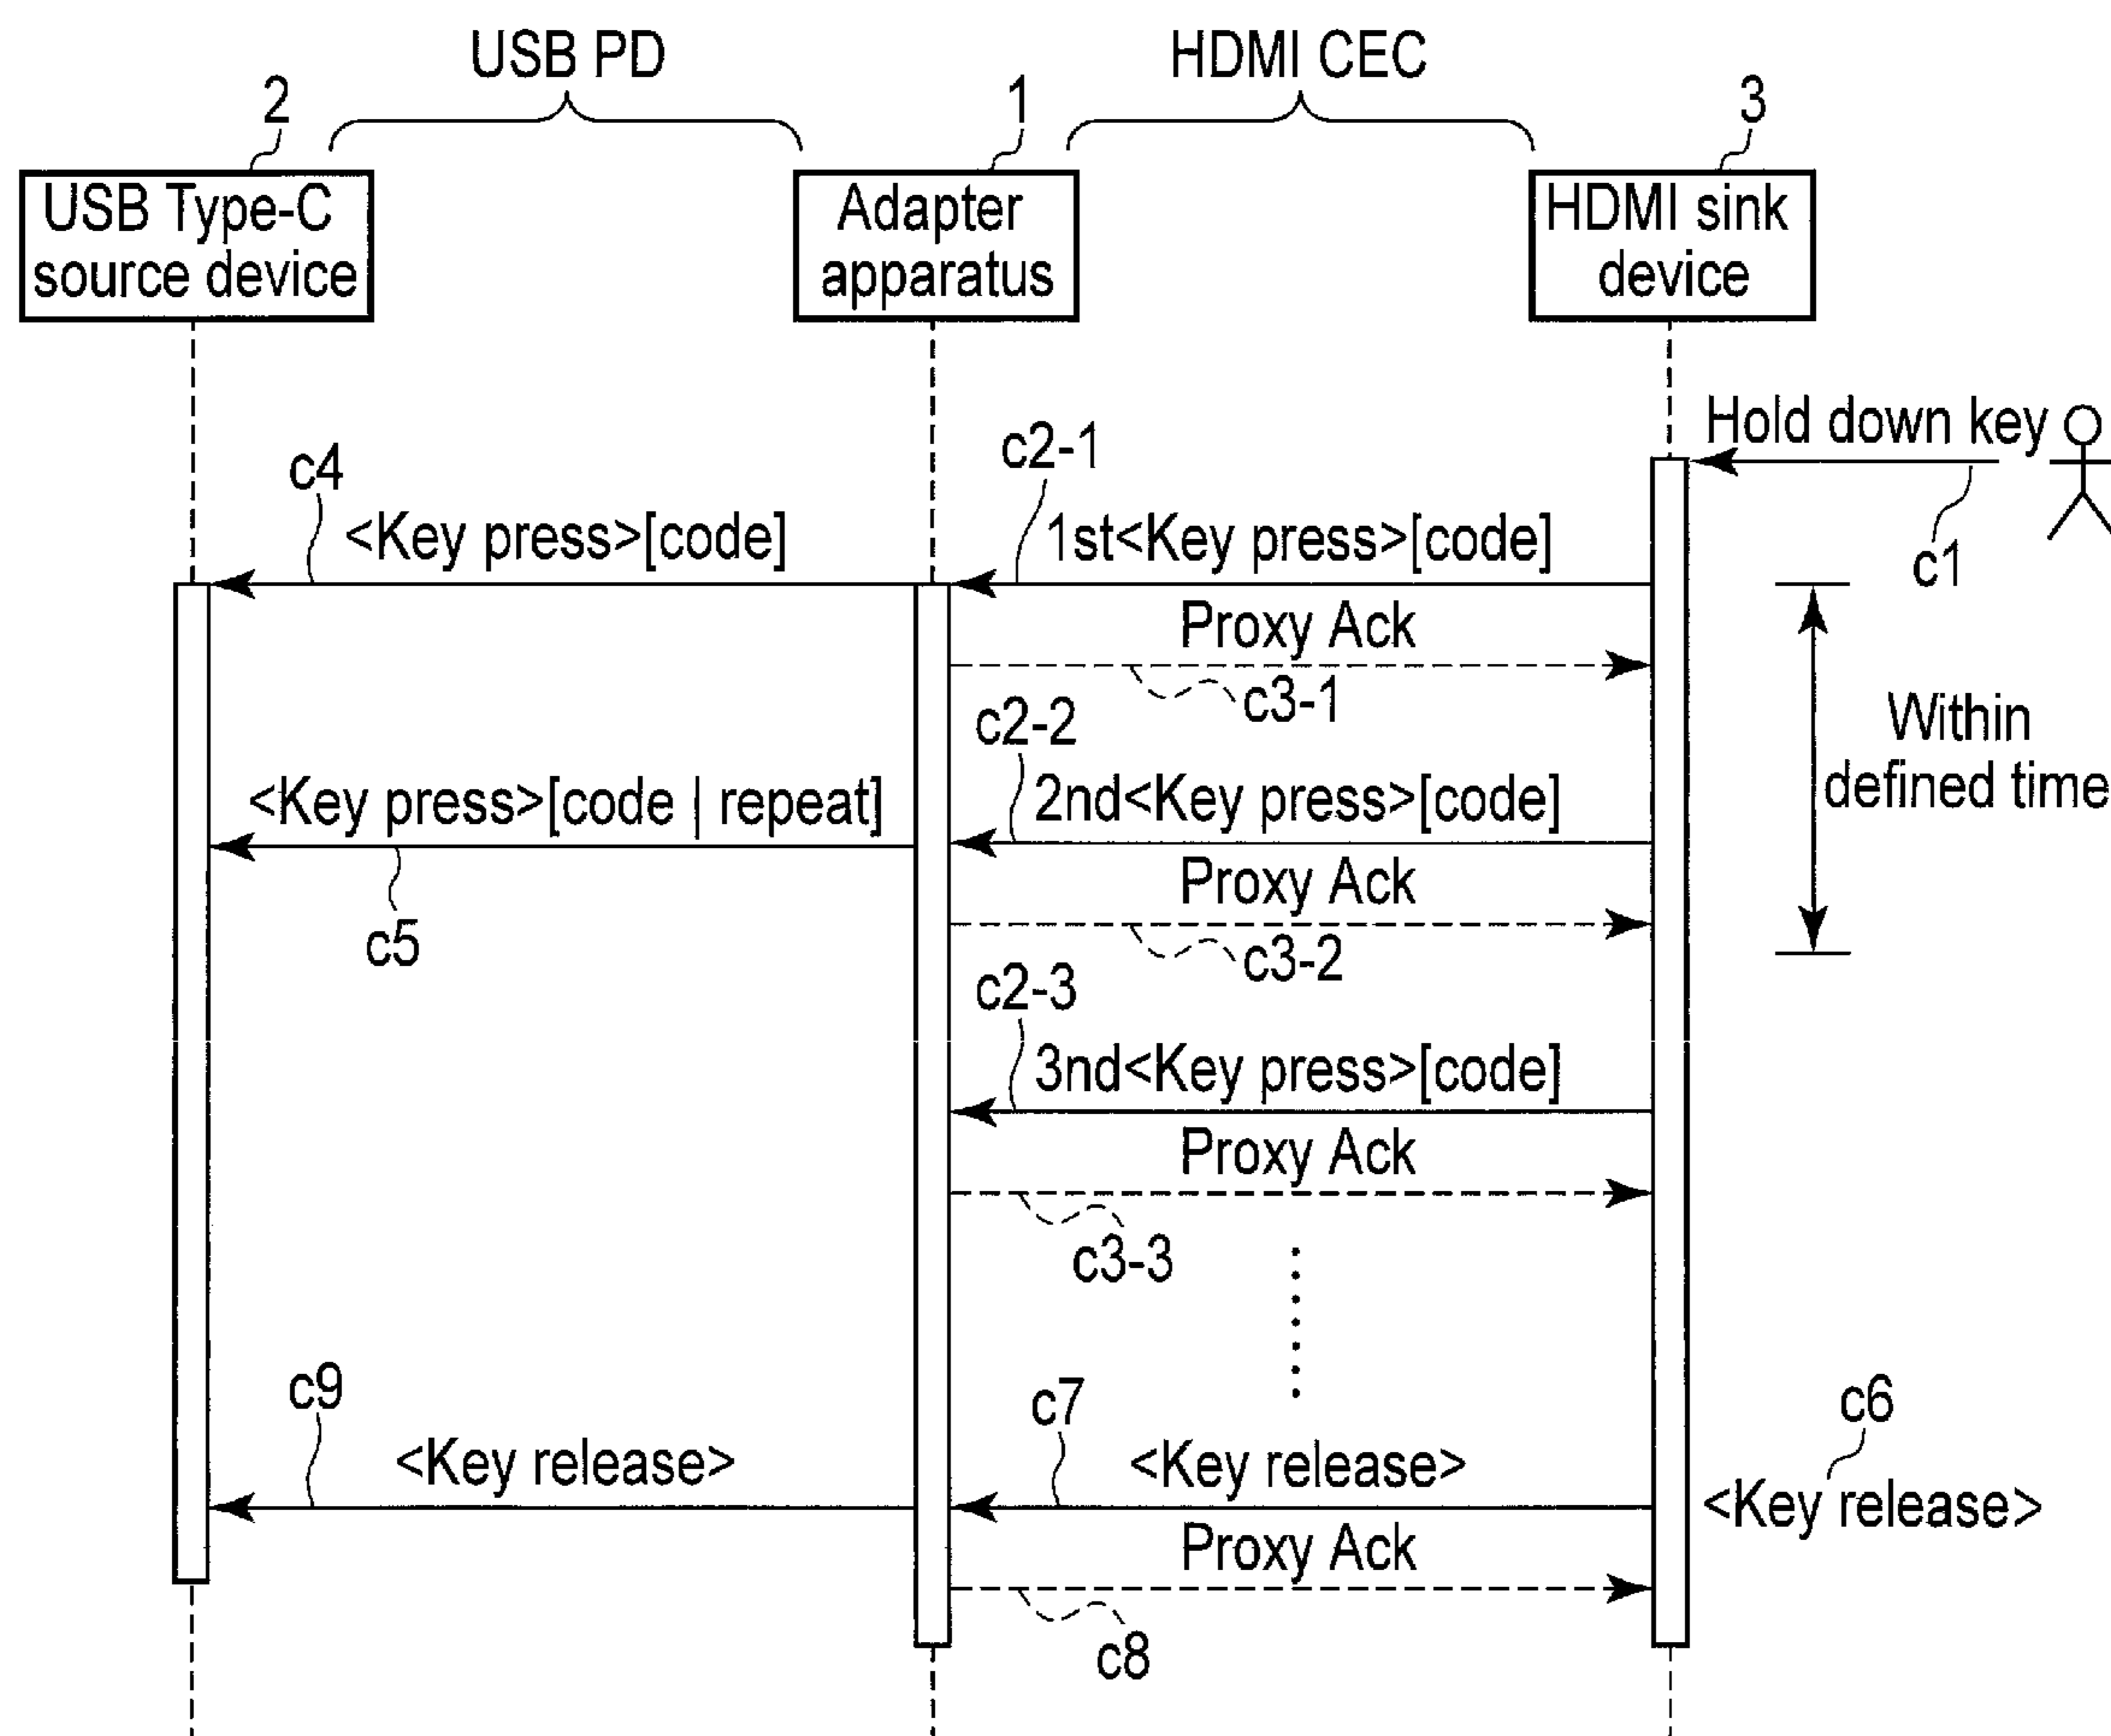 USB PD
HDMI CEC
2
1
3
USB Type-C
source device
Adapter
apparatus
HDMI sink
device
Hold down key
c1
c4
c2-1
<Key press>[code]
1st<Key press>[code]
Proxy Ack
c3-1
Within
defined time
c2-2
<Key press>[code | repeat]
2nd<Key press>[code]
c5
Proxy Ack
c3-2
c2-3
3nd<Key press>[code]
Proxy Ack
c3-3
c9
c7
c6
<Key release>
<Key release>
<Key release>
Proxy Ack
c8